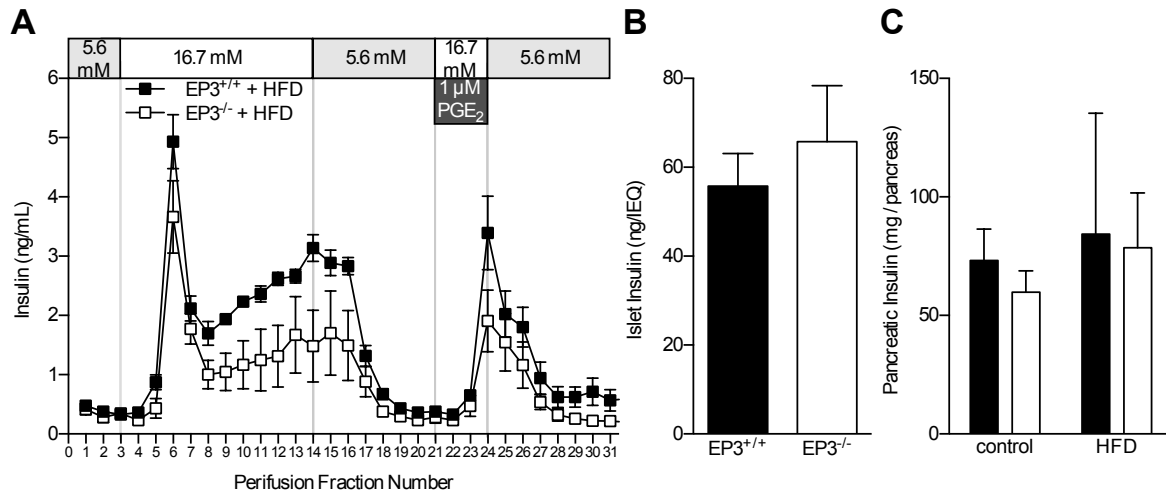 A
5.6 mM
16.7 mM
5.6 mM
16.7 mM
5.6 mM
1 µM PGE2
EP3+/+ + HFD
EP3-/- + HFD
6
5
4
3
2
1
0
Insulin (ng/mL)
0 1 2 3 4 5 6 7 8 9 10 11 12 13 14 15 16 17 18 19 20 21 22 23 24 25 26 27 28 29 30 31
Perifusion Fraction Number
B
80
60
40
20
0
Islet Insulin (ng/IEQ)
EP3+/+ EP3-/-
C
150
100
50
0
Pancreatic Insulin (mg / pancreas)
control HFD